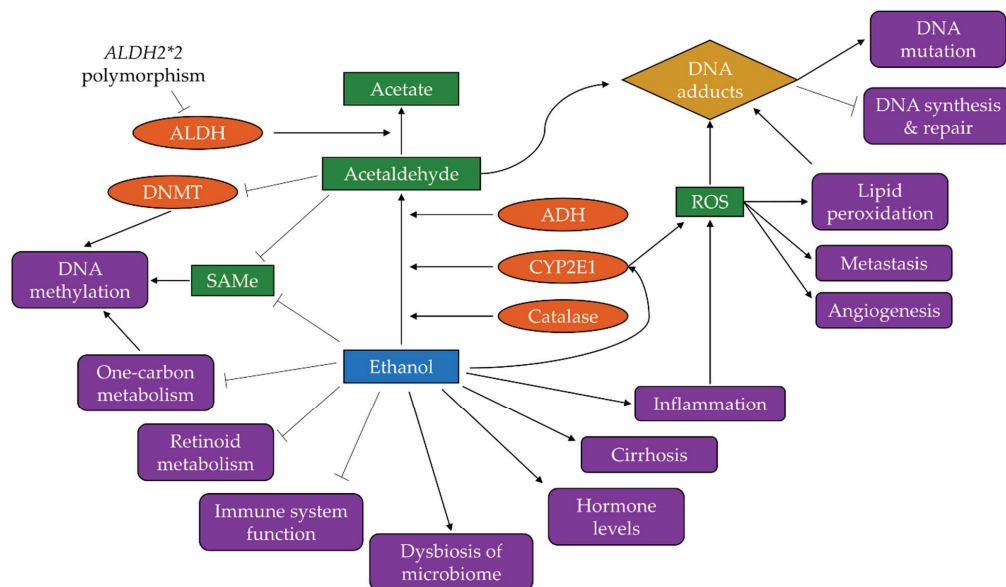 ALDH2*2
polymorphism
ALDH
Acetate
Acetaldehyde
DNMT
DNA
methylation
SAMe
ADH
CYP2E1
Catalase
Ethanol
One-carbon
metabolism
Retinoid
metabolism
Immune system
function
Dysbiosis of
microbiome
Hormone
levels
Cirrhosis
Inflammation
DNA
adducts
DNA
mutation
DNA synthesis
& repair
ROS
Lipid
peroxidation
Metastasis
Angiogenesis